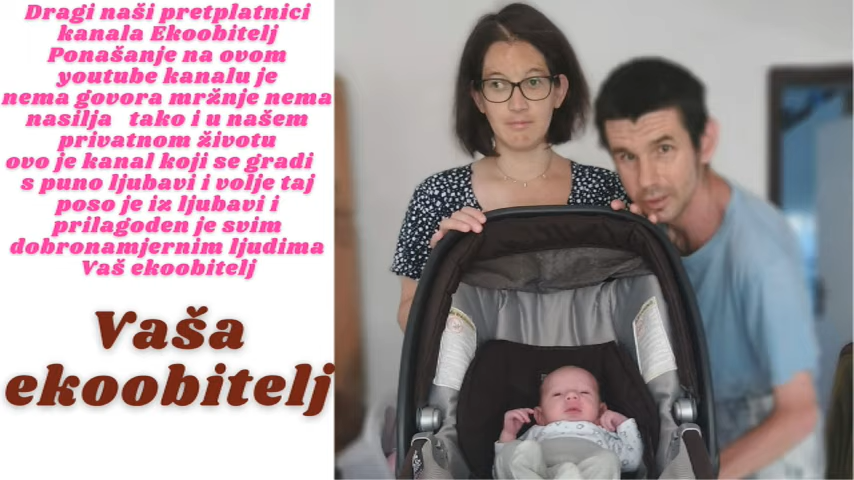 Dragi naši pretplatnici
kanala Ekoobitelj
Ponašanje na ovom
youtube kanalu je
nema govora mržnje nema
nasilja tako i u našem
privatnom životu
ovo je kanal koji se gradi
s puno ljubavi i volje taj
poso je iz ljubavi i
prilagođen je svim
dobronamjernim ljudima
Vaš ekoobitelj
Vaša
ekoobitelj